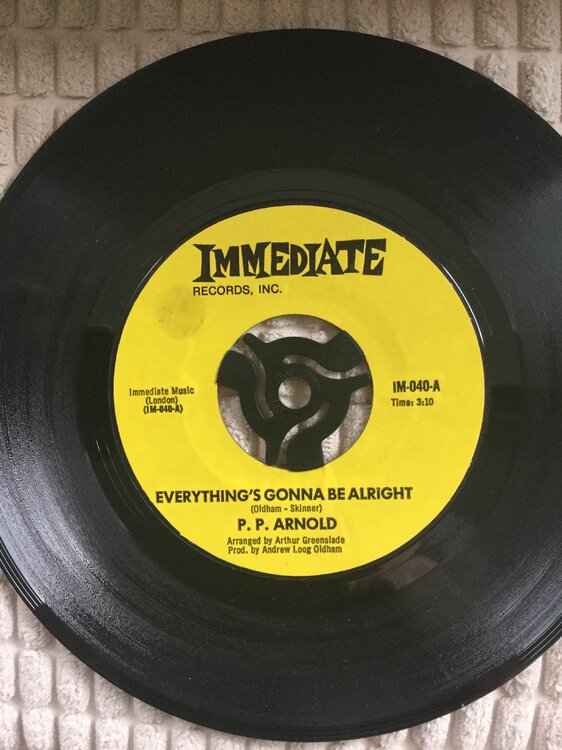 IMMEDIATE
RECORDS, INC.
Immediate Music
(London)
(IM-040-A)
IM-040-A
Time: 3:10
EVERYTHING'S GONNA BE ALRIGHT
(Oldham - Skinner)
P. P. ARNOLD
Arranged by Arthur Greenslade
Prod. by Andrew Loog Oldham